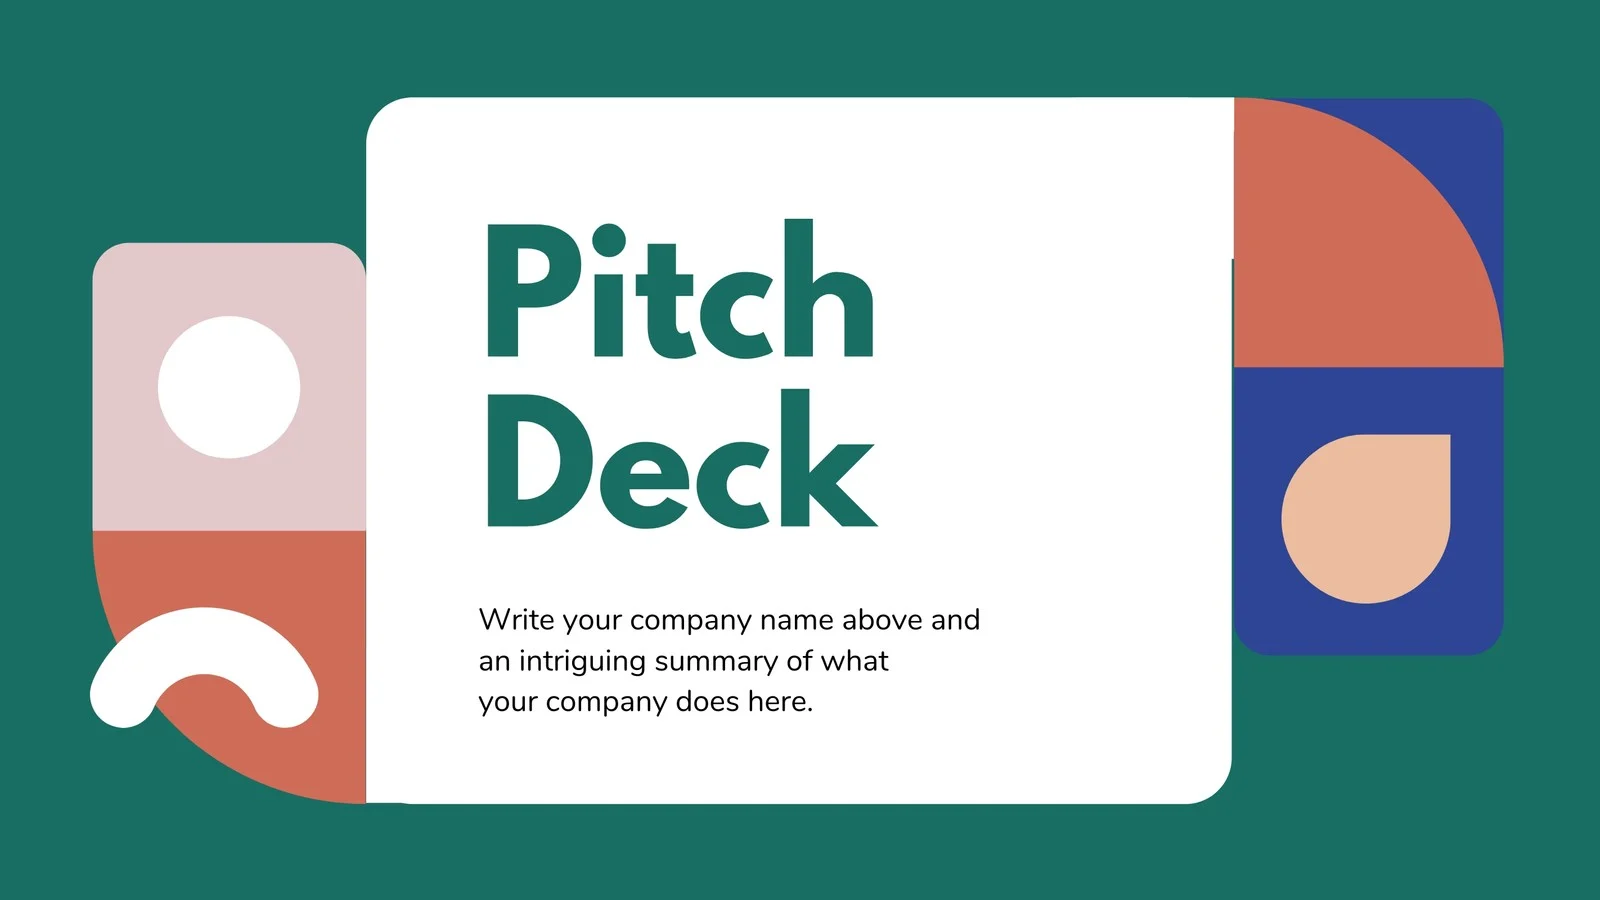 Pitch
Deck
Write your company name above and
an intriguing summary of what
your company does here.